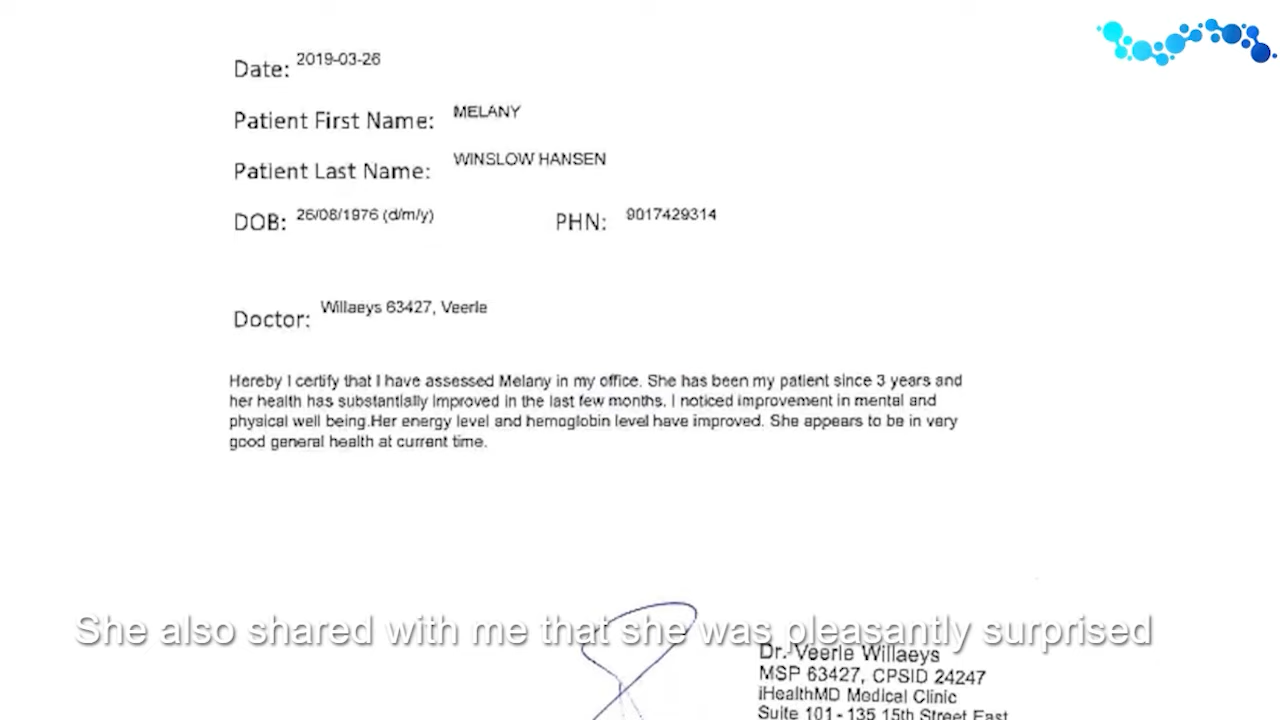 Date: 2019-03-26
Patient First Name: MELANY
Patient Last Name: WINSLOW HANSEN
DOB: 26/08/1976 (d/m/y) PHN: 9017429314
Doctor: Willaeys 63427, Veerle
Hereby I certify that I have assessed Melany in my office. She has been my patient since 3 years and
her health has substantially improved in the last few months. I noticed improvement in mental and
physical well being.Her energy level and hemoglobin level have improved. She appears to be in very
good general health at current time.
She also shared with me that she was pleasantly surprised
Dr. Veerle Willaeys
MSP 63427, CPSID 24247
iHealthMD Medical Clinic
Suite 101 - 135 15th Street East